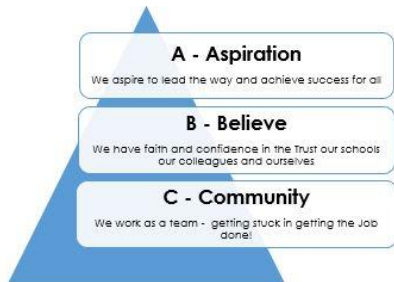 A - Aspiration
We aspire to lead the way and achieve success for all
B - Believe
We have faith and confidence in the Trust our schools
our colleagues and ourselves
C - Community
We work as a team - getting stuck in getting the Job
done!